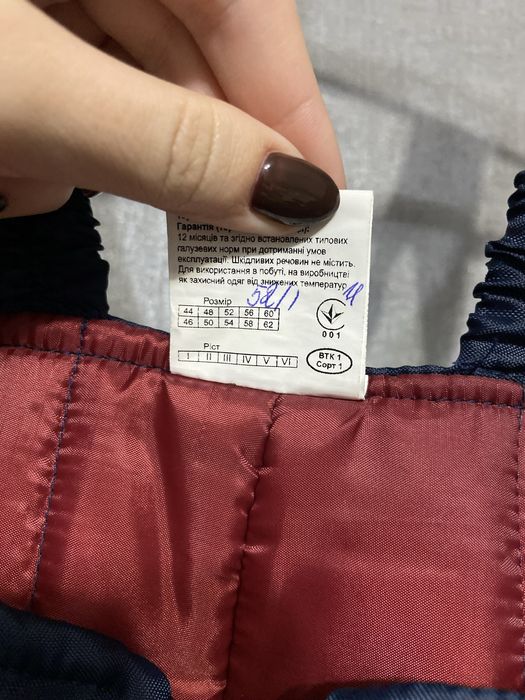 Гарантія
12 місяців та згідно встановлених типових
галузевих норм при дотриманні умов
експлуатації. Шкідливих речовин не містить.
Для використання в побуті, на виробництві
як захисний одяг від знижених температур
Розмір
44 48 52 56 60
46 50 54 58 62
001
Ріст
I II III IV V VI
ВТК 1
Сорт 1